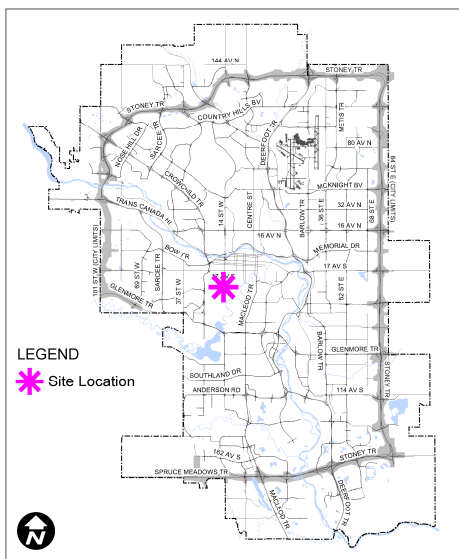 144 AV N
STONEY TR
STONEY TR
COUNTRY HILLS BV
METIS TR
NOSE HILL DR
SARCEE TR
DEERFOOT TR
80 AV N
CROWCHILD TR
MCKNIGHT BV
64 ST E (CITY LIMITS)
TRANS CANADA HI
14 ST W
CENTRE ST
BARLOW TR
36 ST E
32 AV N
68 ST E
16 AV N
16 AV N
101 ST W (CITY LIMITS)
BOW TR
MEMORIAL DR
17 AV S
69 ST W
SARCEE TR
37 ST W
MACLEOD TR
52 ST E
GLENMORE TR
BARLOW TR
GLENMORE TR
LEGEND
Site Location
SOUTHLAND DR
ANDERSON RD
114 AV S
STONEY TR
162 AV S
STONEY TR
SPRUCE MEADOWS TR
MACLEOD TR
DEERFOOT TR
N